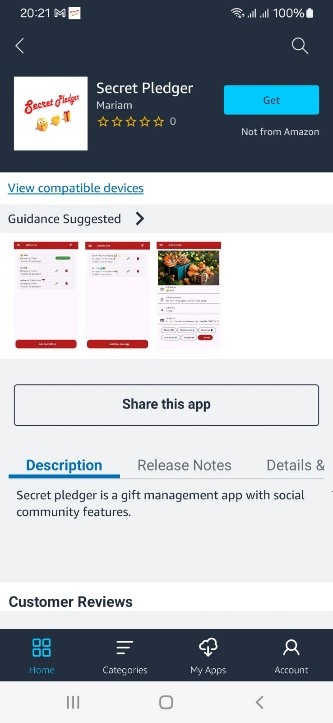 20:21
100%
Secret Pledger
Secret Pledger
Mariam
0
Get
Not from Amazon
View compatible devices
Guidance Suggested
Share this app
Description Release Notes Details &
Secret pledger is a gift management app with social
community features.
Customer Reviews
Home Categories My Apps Account